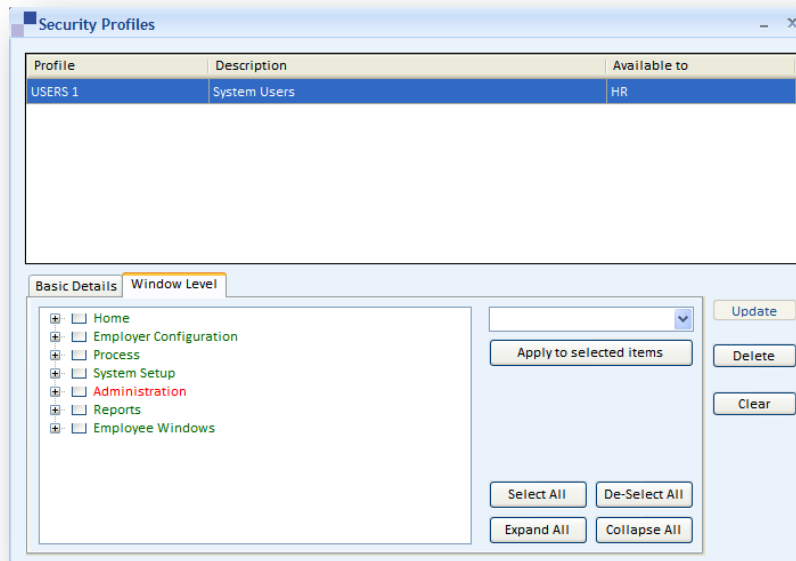 Security Profiles
Profile Description Available to
USERS 1 System Users HR
Basic Details Window Level
Home
Employer Configuration
Process
System Setup
Administration
Reports
Employee Windows
Apply to selected items
Select All De-Select All
Expand All Collapse All
Update
Delete
Clear